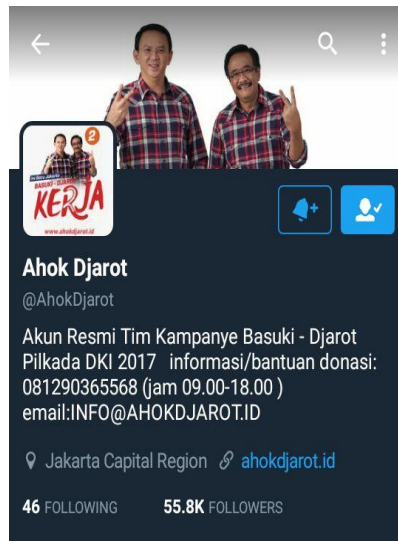 2
BASUKI - DJAROT
KERJA
www.ahokdjarot.id
Ahok Djarot
@AhokDjarot
Akun Resmi Tim Kampanye Basuki - Djarot
Pilkada DKI 2017 informasi/bantuan donasi:
081290365568 (jam 09.00-18.00 )
email:INFO@AHOKDJAROT.ID
Jakarta Capital Region ahokdjarot.id
46 FOLLOWING 55.8K FOLLOWERS